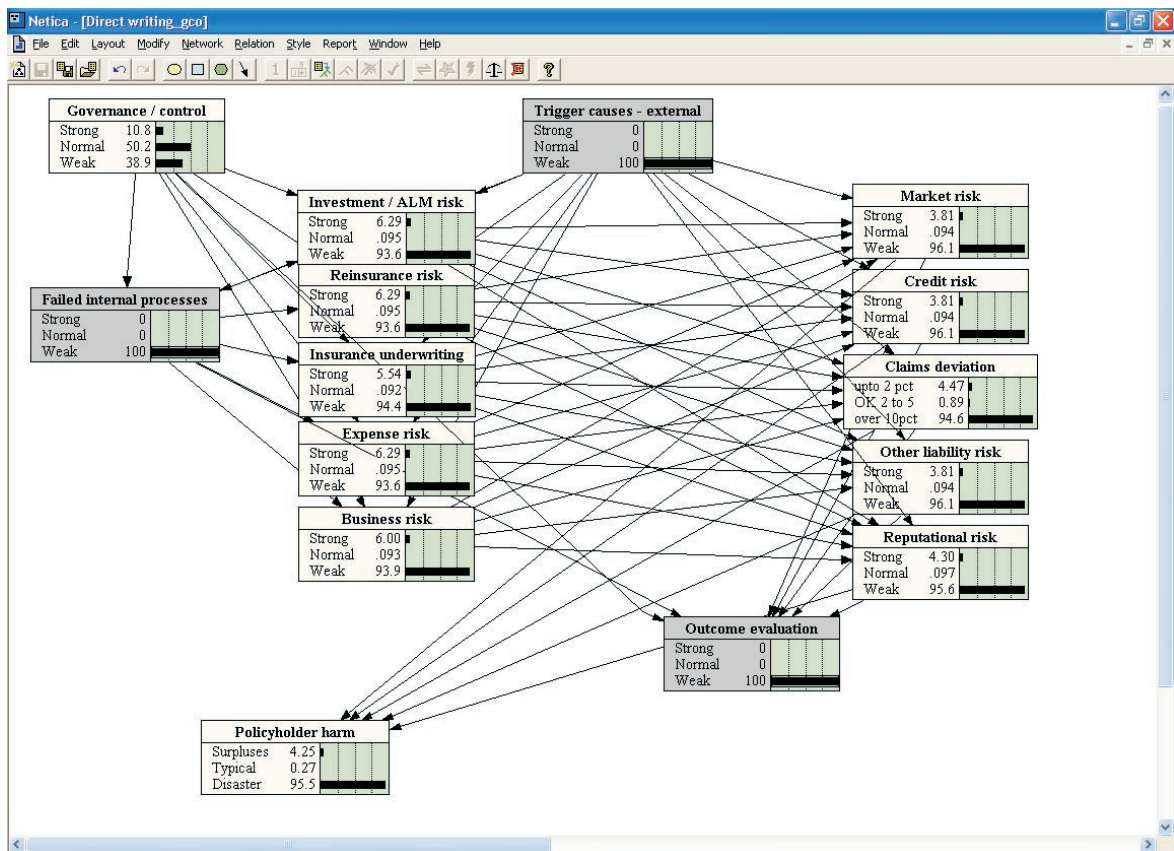 Netica - [Direct writing_gco]
File Edit Layout Modify Network Relation Style Report Window Help
Governance / control
Strong 10.8
Normal 50.2
Weak 38.9
Trigger causes - external
Strong 0
Normal 0
Weak 100
Failed internal processes
Strong 0
Normal 0
Weak 100
Investment / ALM risk
Strong 6.29
Normal .095
Weak 93.6
Reinsurance risk
Strong 6.29
Normal .095
Weak 93.6
Insurance underwriting
Strong 5.54
Normal .092
Weak 94.4
Expense risk
Strong 6.29
Normal .095
Weak 93.6
Business risk
Strong 6.00
Normal .093
Weak 93.9
Market risk
Strong 3.81
Normal .094
Weak 96.1
Credit risk
Strong 3.81
Normal .094
Weak 96.1
Claims deviation
upto 2 pct 4.47
OK 2 to 5 0.89
over 10pct 94.6
Other liability risk
Strong 3.81
Normal .094
Weak 96.1
Reputational risk
Strong 4.30
Normal .097
Weak 95.6
Outcome evaluation
Strong 0
Normal 0
Weak 100
Policyholder harm
Surpluses 4.25
Typical 0.27
Disaster 95.5